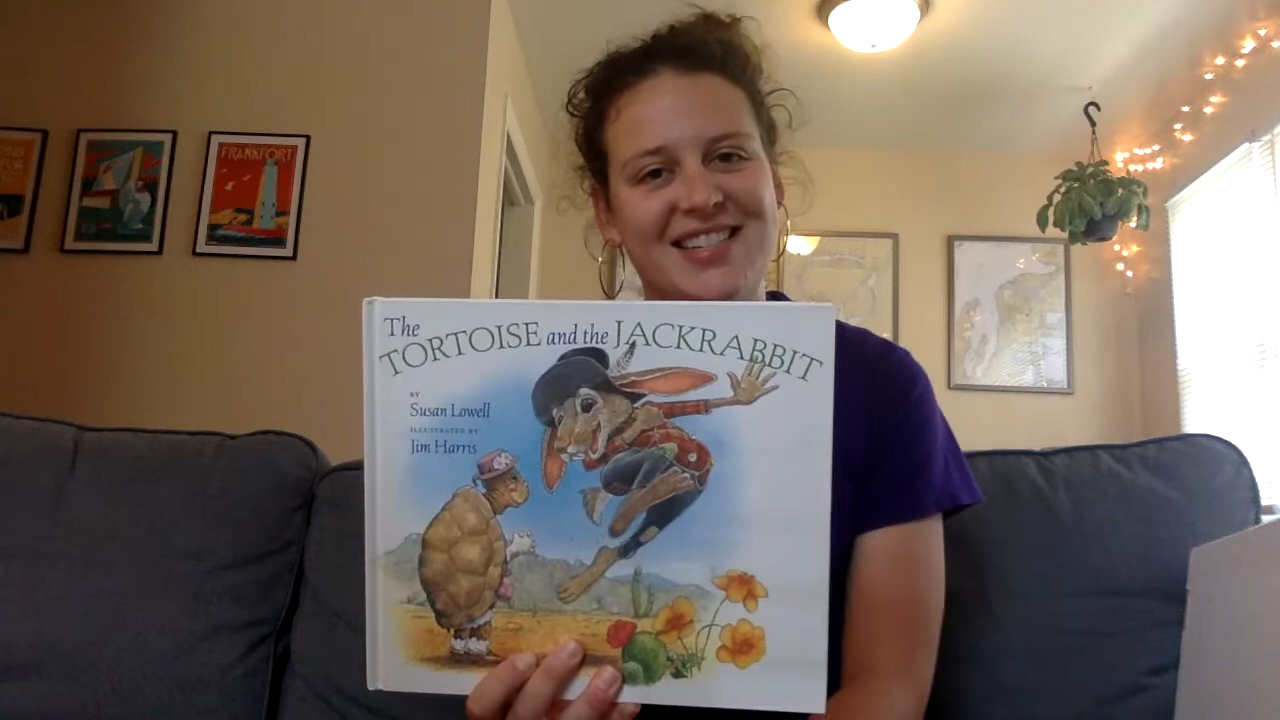 FRANKFORT
The
TORTOISE and the JACKRABBIT
BY
Susan Lowell
ILLUSTRATED BY
Jim Harris